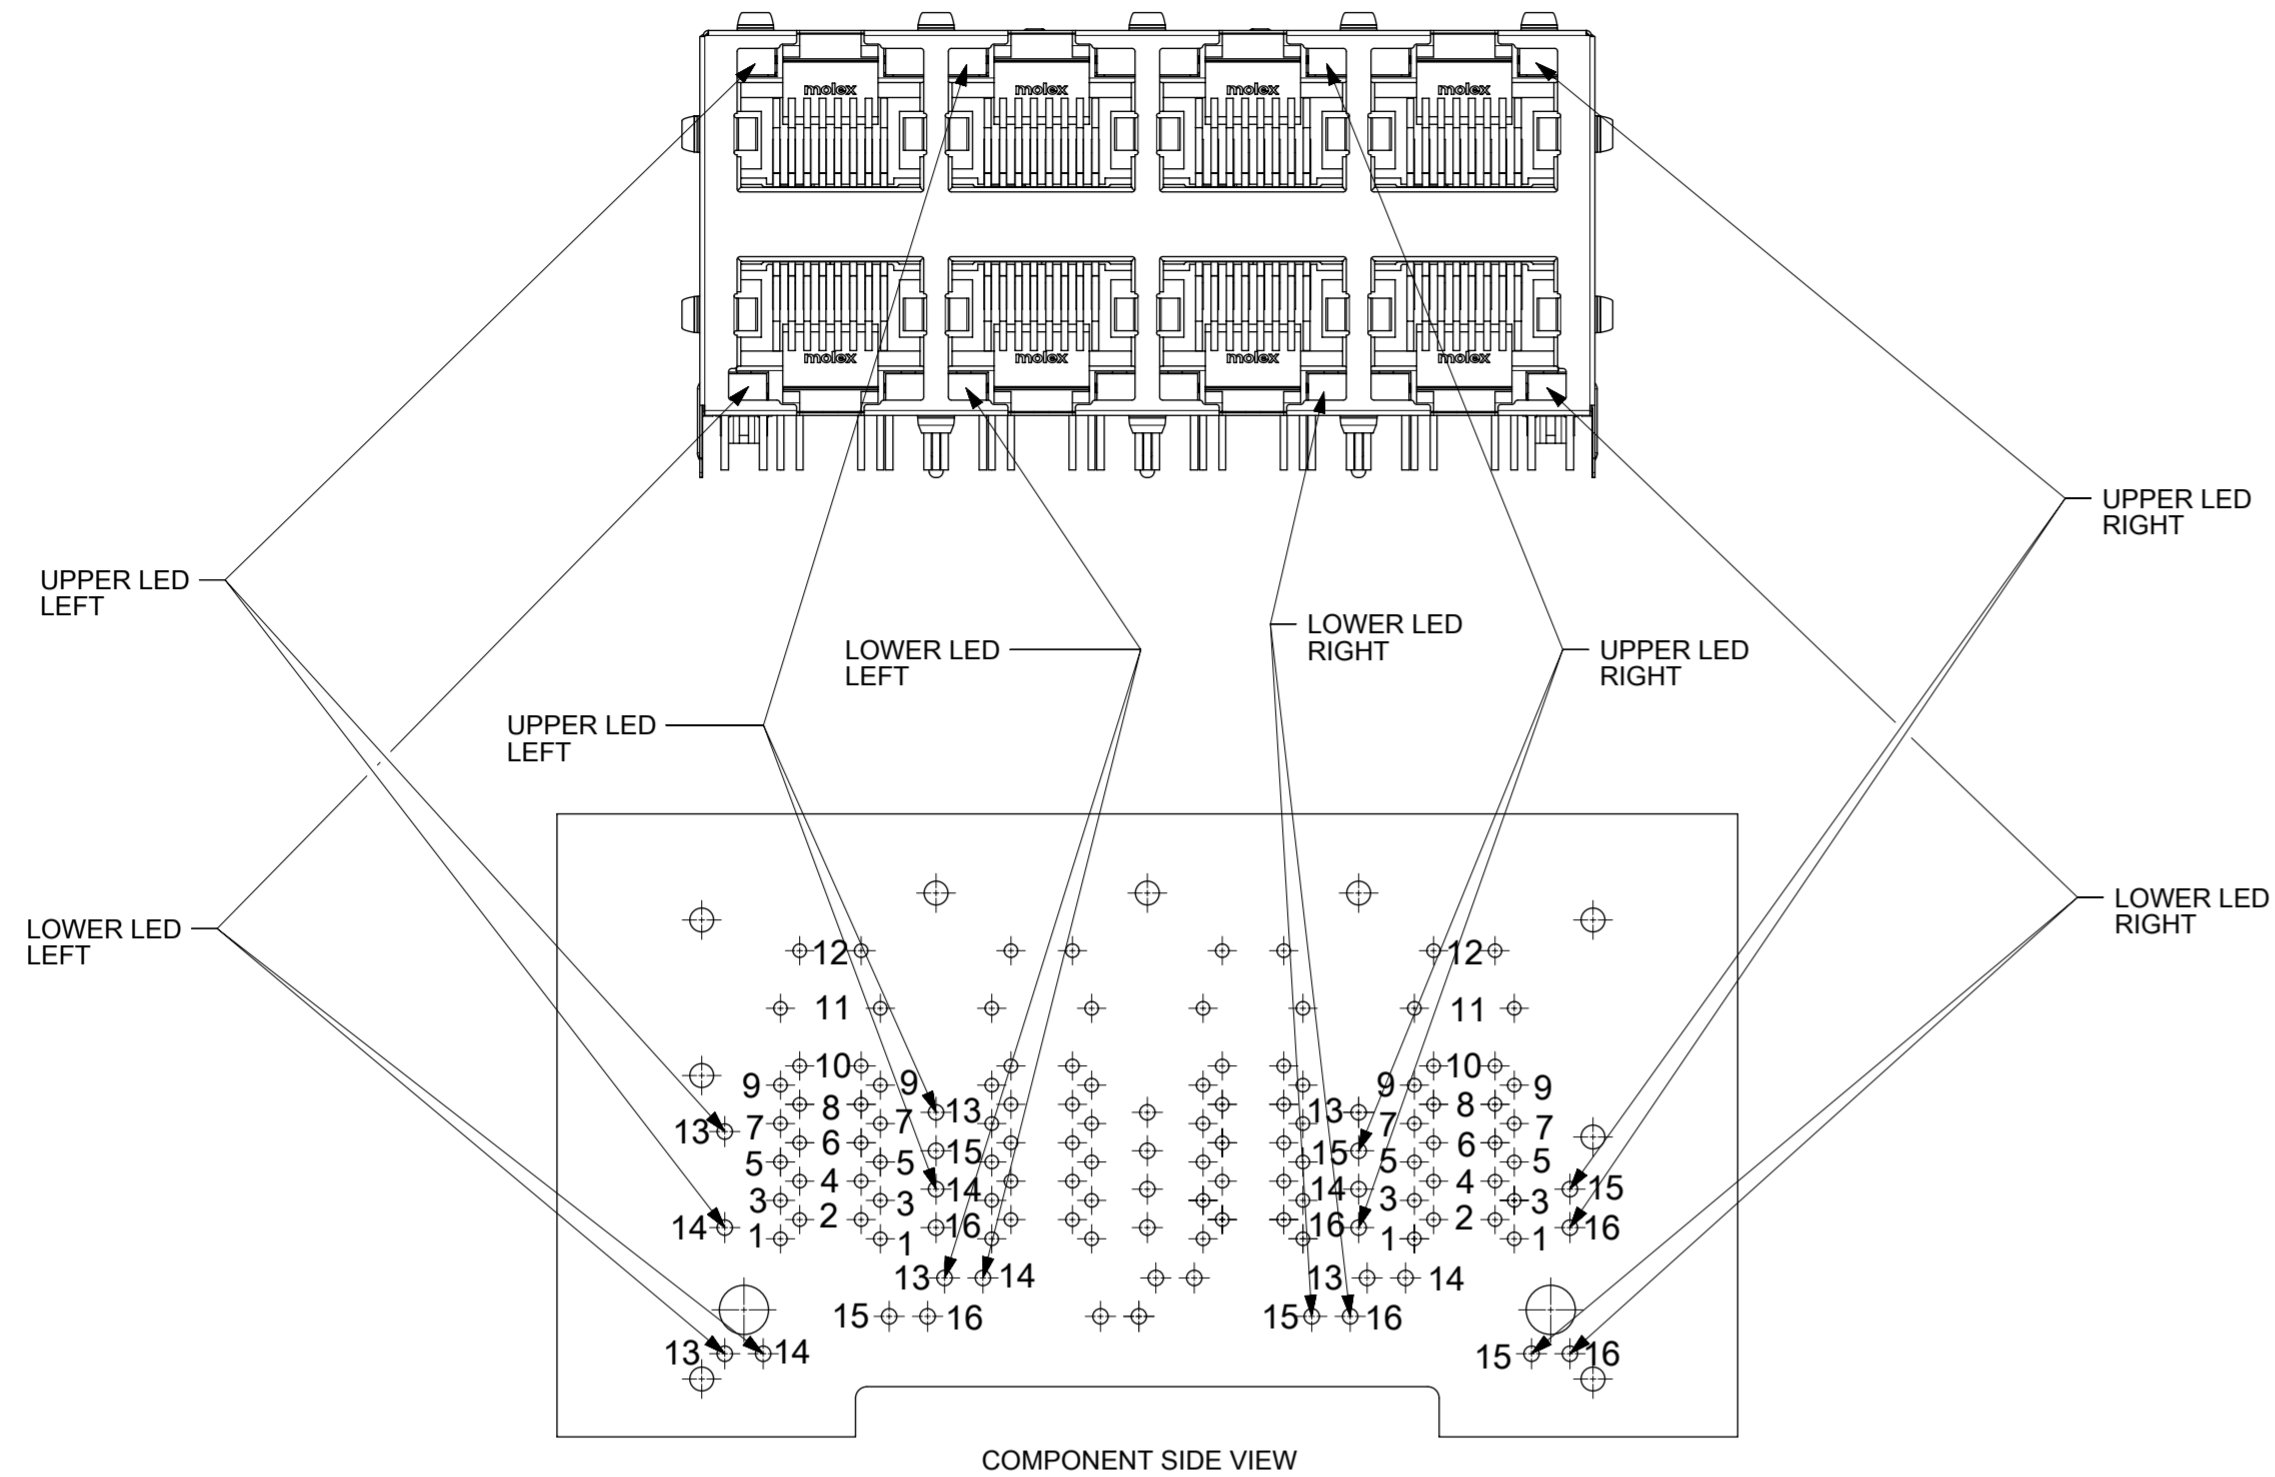 molex molex molex molex
molex molex molex molex
UPPER LED
RIGHT
UPPER LED
LEFT
LOWER LED
RIGHT
LOWER LED
LEFT
UPPER LED
RIGHT
UPPER LED
LEFT
LOWER LED
RIGHT
LOWER LED
LEFT
12 12
11 11
10 10
9 9 9 9
8 8
13 13
13 7 7 7 7
6 6
15 15
5 5 5 5
4 4
14 14 15
3 3 3 3
2 2
14 16 16 16
1 1 1 1
13 14 13 14
15 16 15 16
13 14 15 16
COMPONENT SIDE VIEW